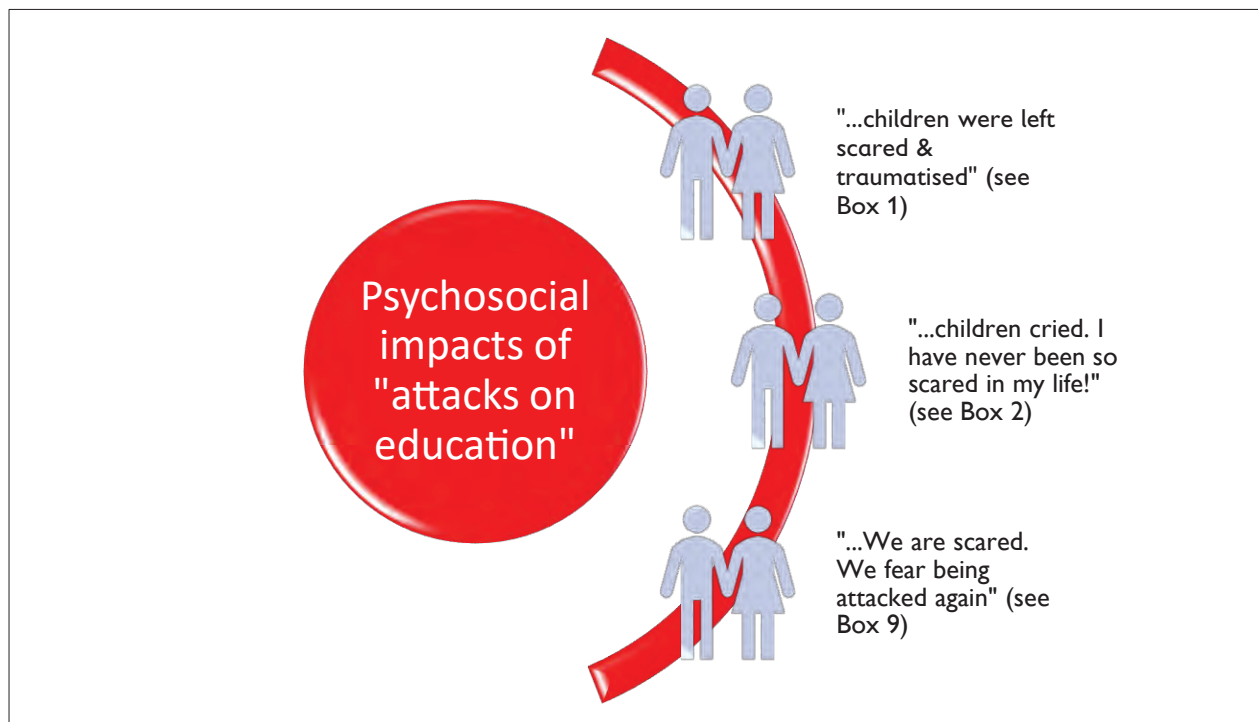 Psychosocial
impacts of
"attacks on
education"
"...children were left
scared &
traumatised" (see
Box 1)
"...children cried. I
have never been so
scared in my life!"
(see Box 2)
"...We are scared.
We fear being
attacked again" (see
Box 9)